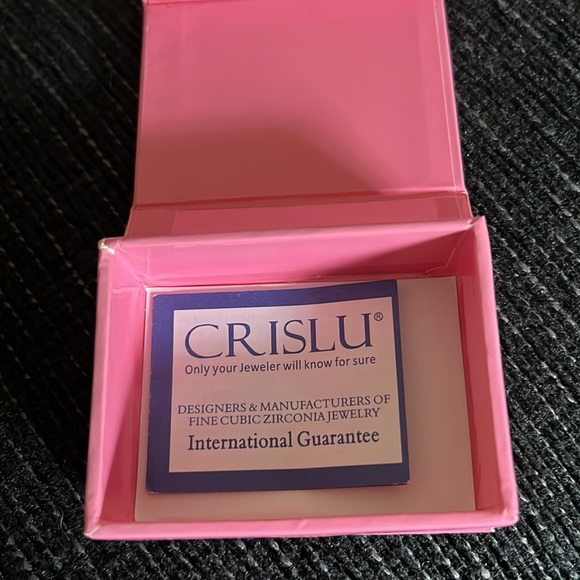 CRISLU®
Only your Jeweler will know for sure
DESIGNERS & MANUFACTURERS OF
FINE CUBIC ZIRCONIA JEWELRY
International Guarantee